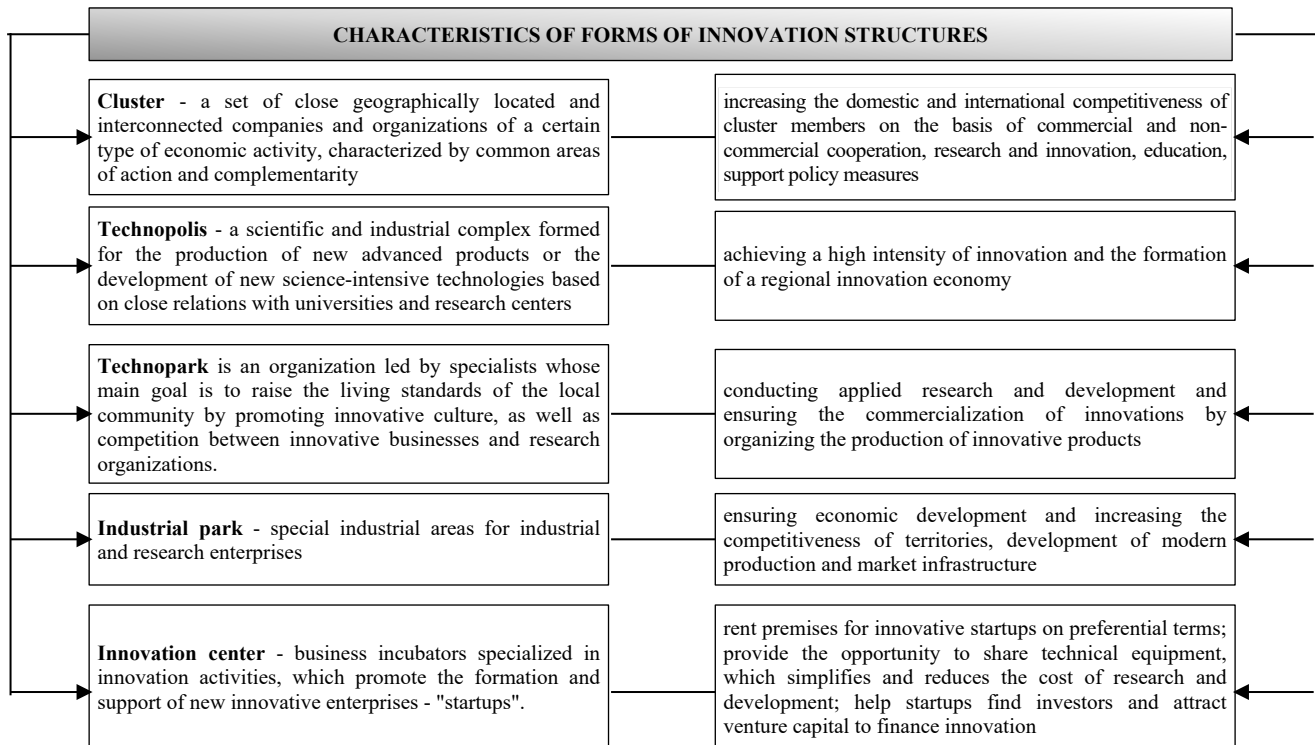 CHARACTERISTICS OF FORMS OF INNOVATION STRUCTURES
Cluster - a set of close geographically located and
interconnected companies and organizations of a certain
type of economic activity, characterized by common areas
of action and complementarity
increasing the domestic and international competitiveness of
cluster members on the basis of commercial and non-
commercial cooperation, research and innovation, education,
support policy measures
Technopolis - a scientific and industrial complex formed
for the production of new advanced products or the
development of new science-intensive technologies based
on close relations with universities and research centers
achieving a high intensity of innovation and the formation
of a regional innovation economy
Technopark is an organization led by specialists whose
main goal is to raise the living standards of the local
community by promoting innovative culture, as well as
competition between innovative businesses and research
organizations.
conducting applied research and development and
ensuring the commercialization of innovations by
organizing the production of innovative products
Industrial park - special industrial areas for industrial
and research enterprises
ensuring economic development and increasing the
competitiveness of territories, development of modern
production and market infrastructure
Innovation center - business incubators specialized in
innovation activities, which promote the formation and
support of new innovative enterprises - "startups".
rent premises for innovative startups on preferential terms;
provide the opportunity to share technical equipment,
which simplifies and reduces the cost of research and
development; help startups find investors and attract
venture capital to finance innovation